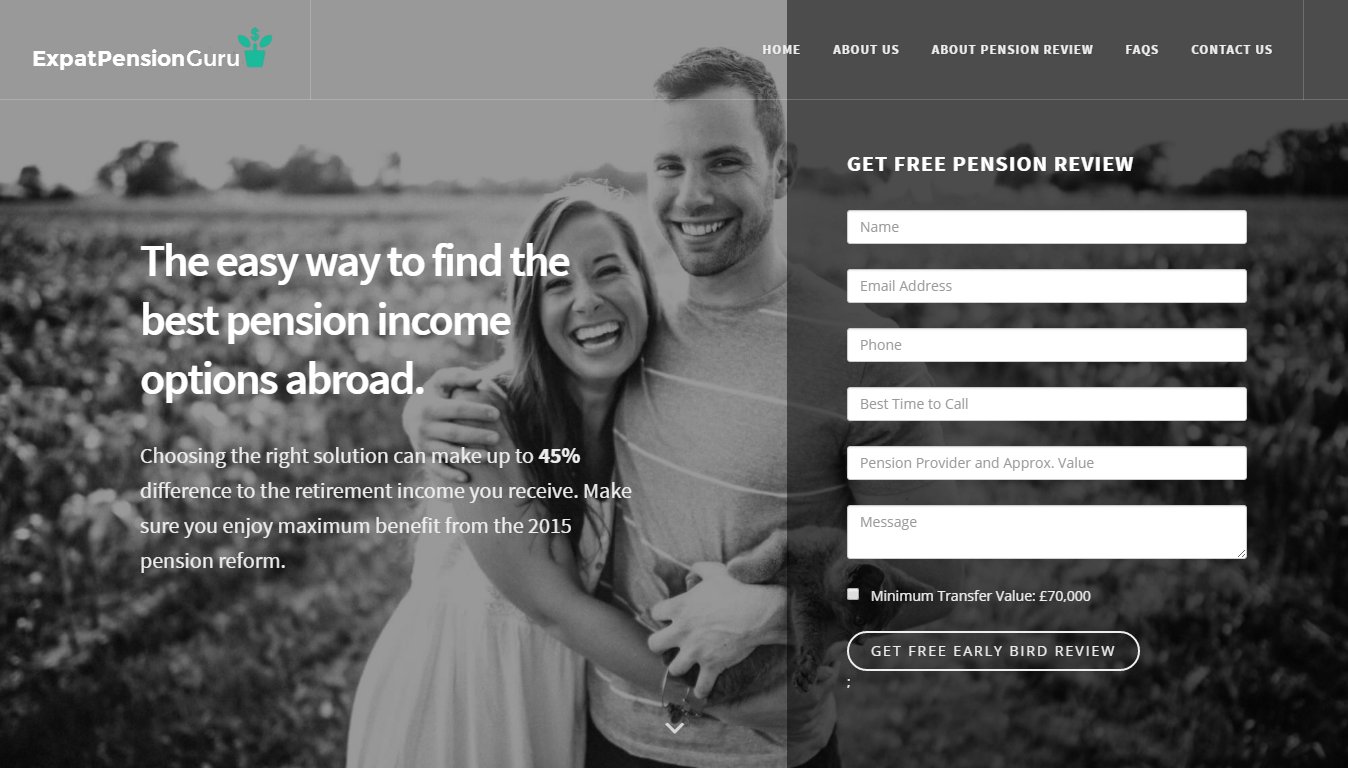 ExpatPensionGuru
HOME ABOUT US ABOUT PENSION REVIEW FAQS CONTACT US
The easy way to find the
best pension income
options abroad.
Choosing the right solution can make up to 45%
difference to the retirement income you receive. Make
sure you enjoy maximum benefit from the 2015
pension reform.
GET FREE PENSION REVIEW
Name
Email Address
Phone
Best Time to Call
Pension Provider and Approx. Value
Message
Minimum Transfer Value: £70,000
GET FREE EARLY BIRD REVIEW
;